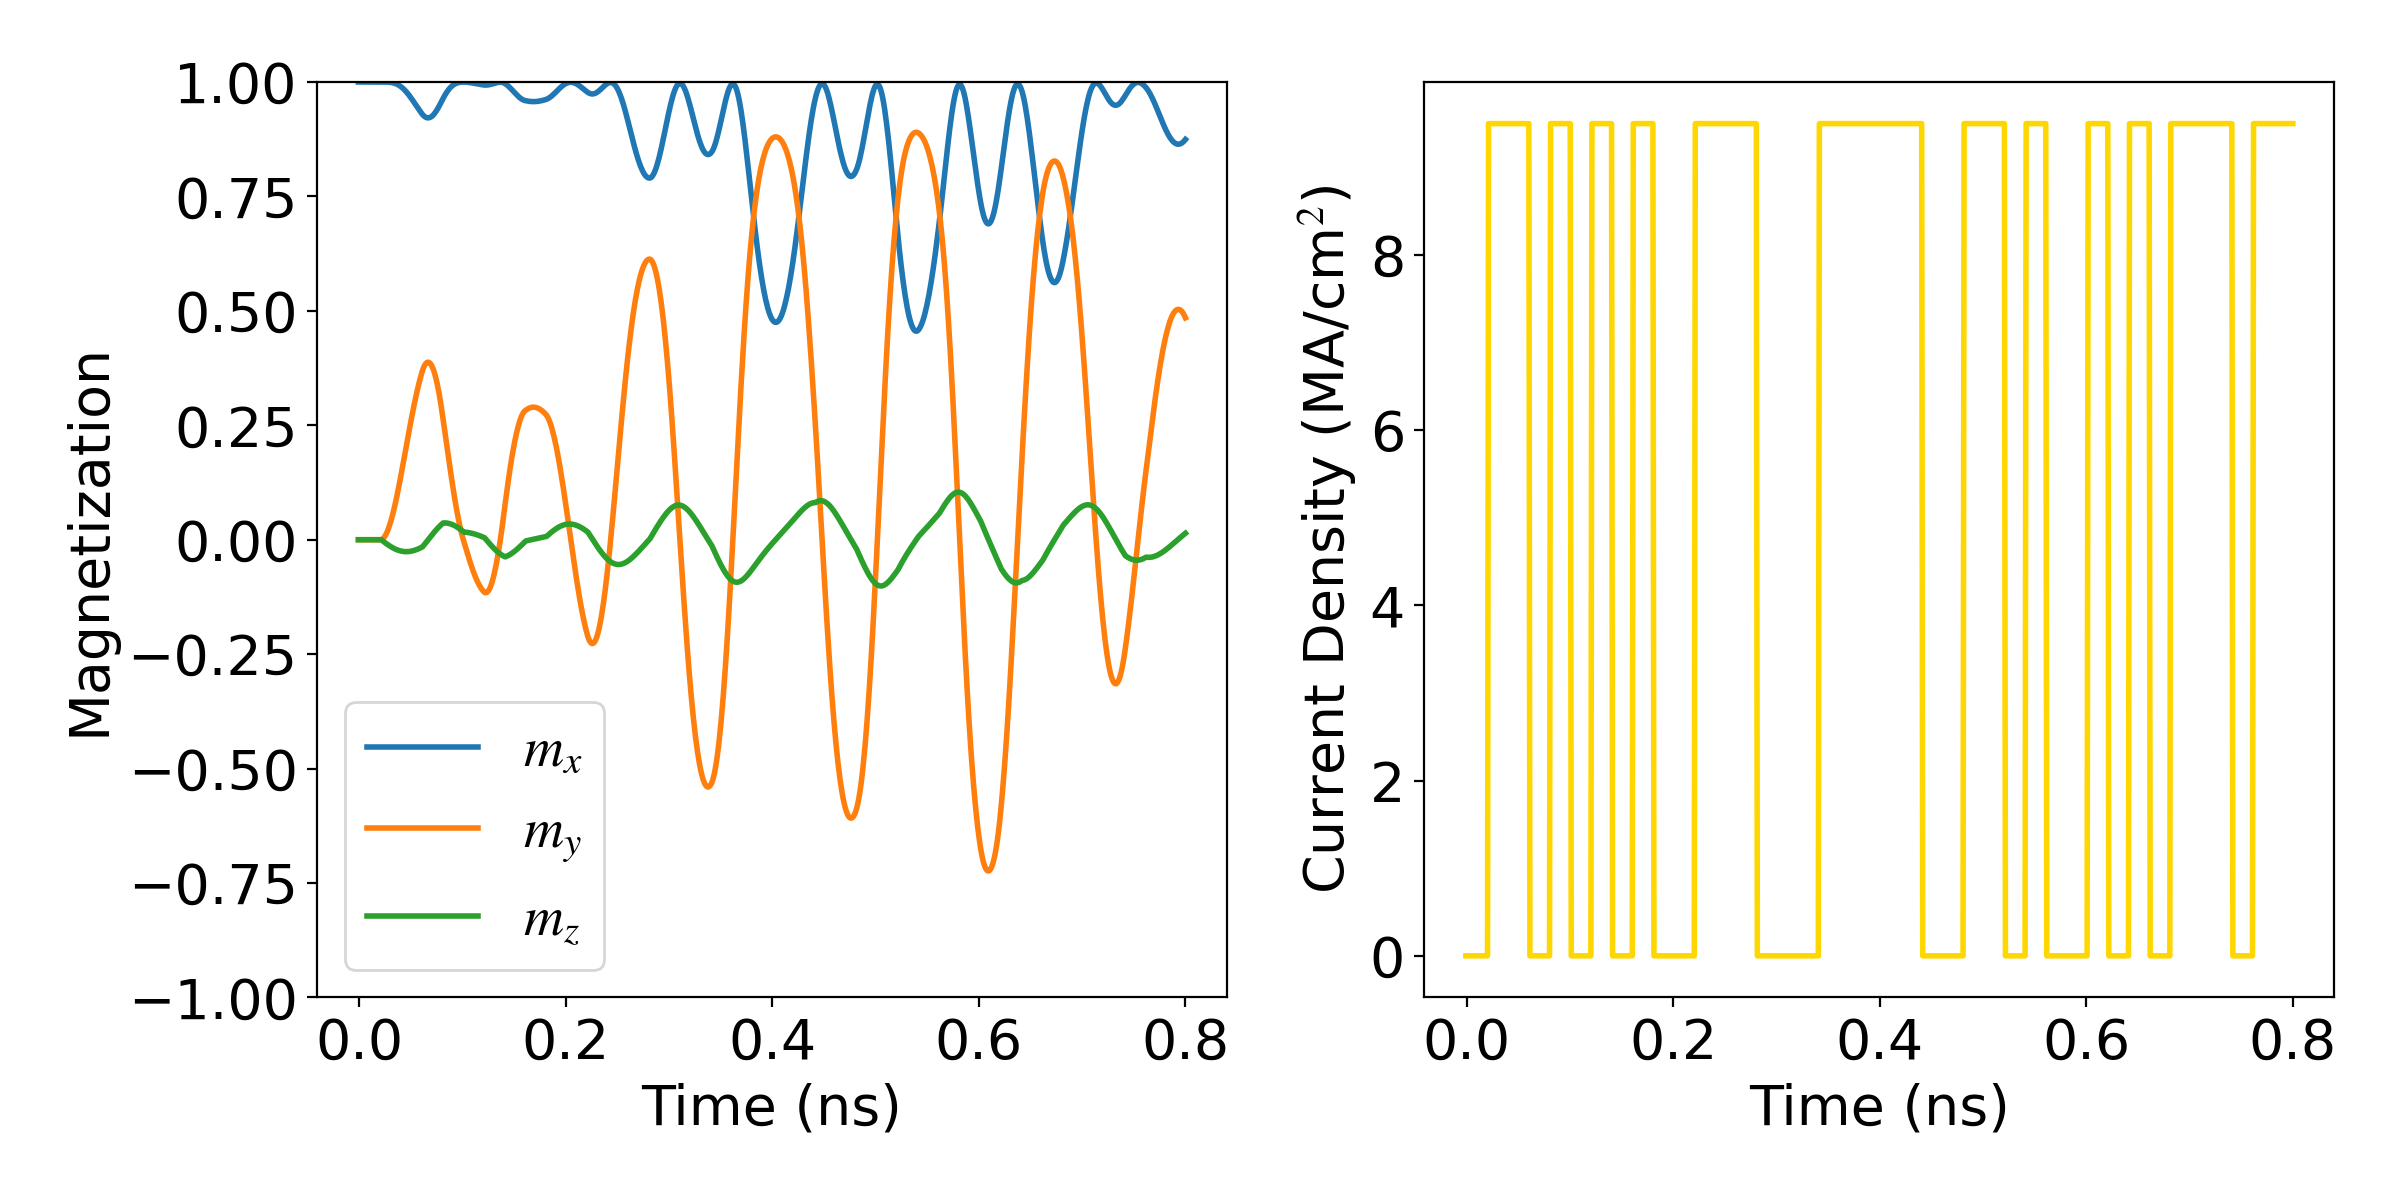 1.00
0.75
0.50
0.25
0.00
−0.25
−0.50
−0.75
−1.00
Magnetization
0.0 0.2 0.4 0.6 0.8
Time (ns)
m_x
m_y
m_z
8
6
4
2
0
Current Density (MA/cm²)
0.0 0.2 0.4 0.6 0.8
Time (ns)